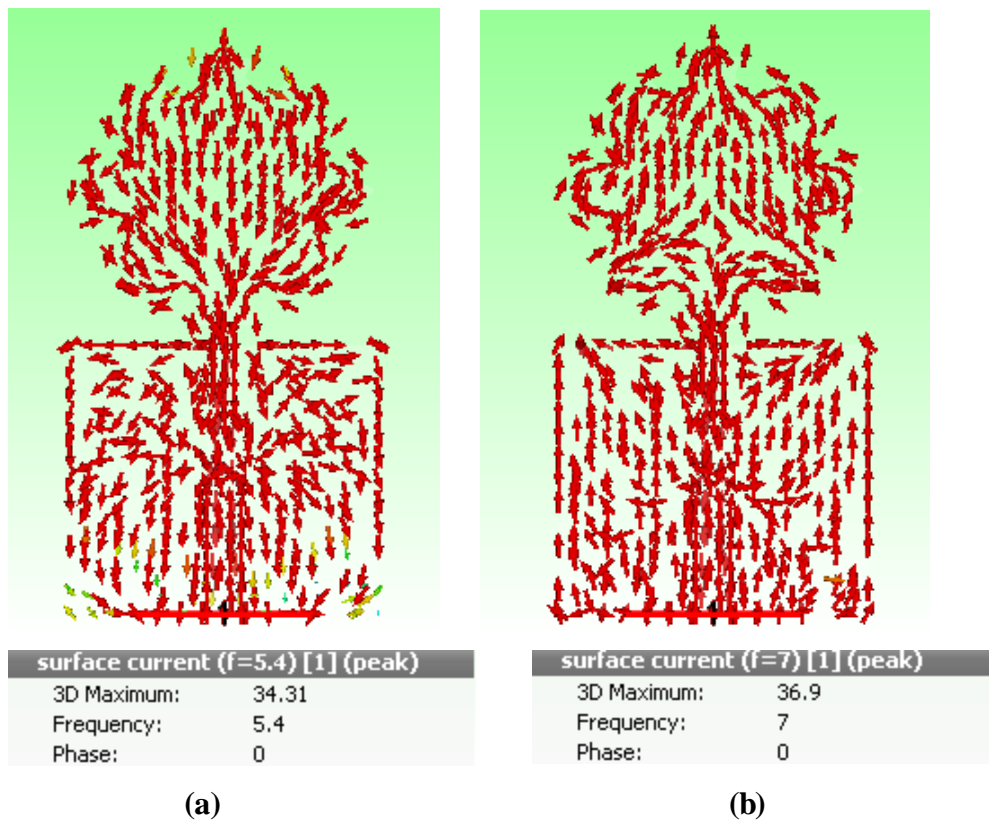 surface current (f=5.4) [1] (peak)
3D Maximum: 34.31
Frequency: 5.4
Phase: 0
(a)
surface current (f=7) [1] (peak)
3D Maximum: 36.9
Frequency: 7
Phase: 0
(b)